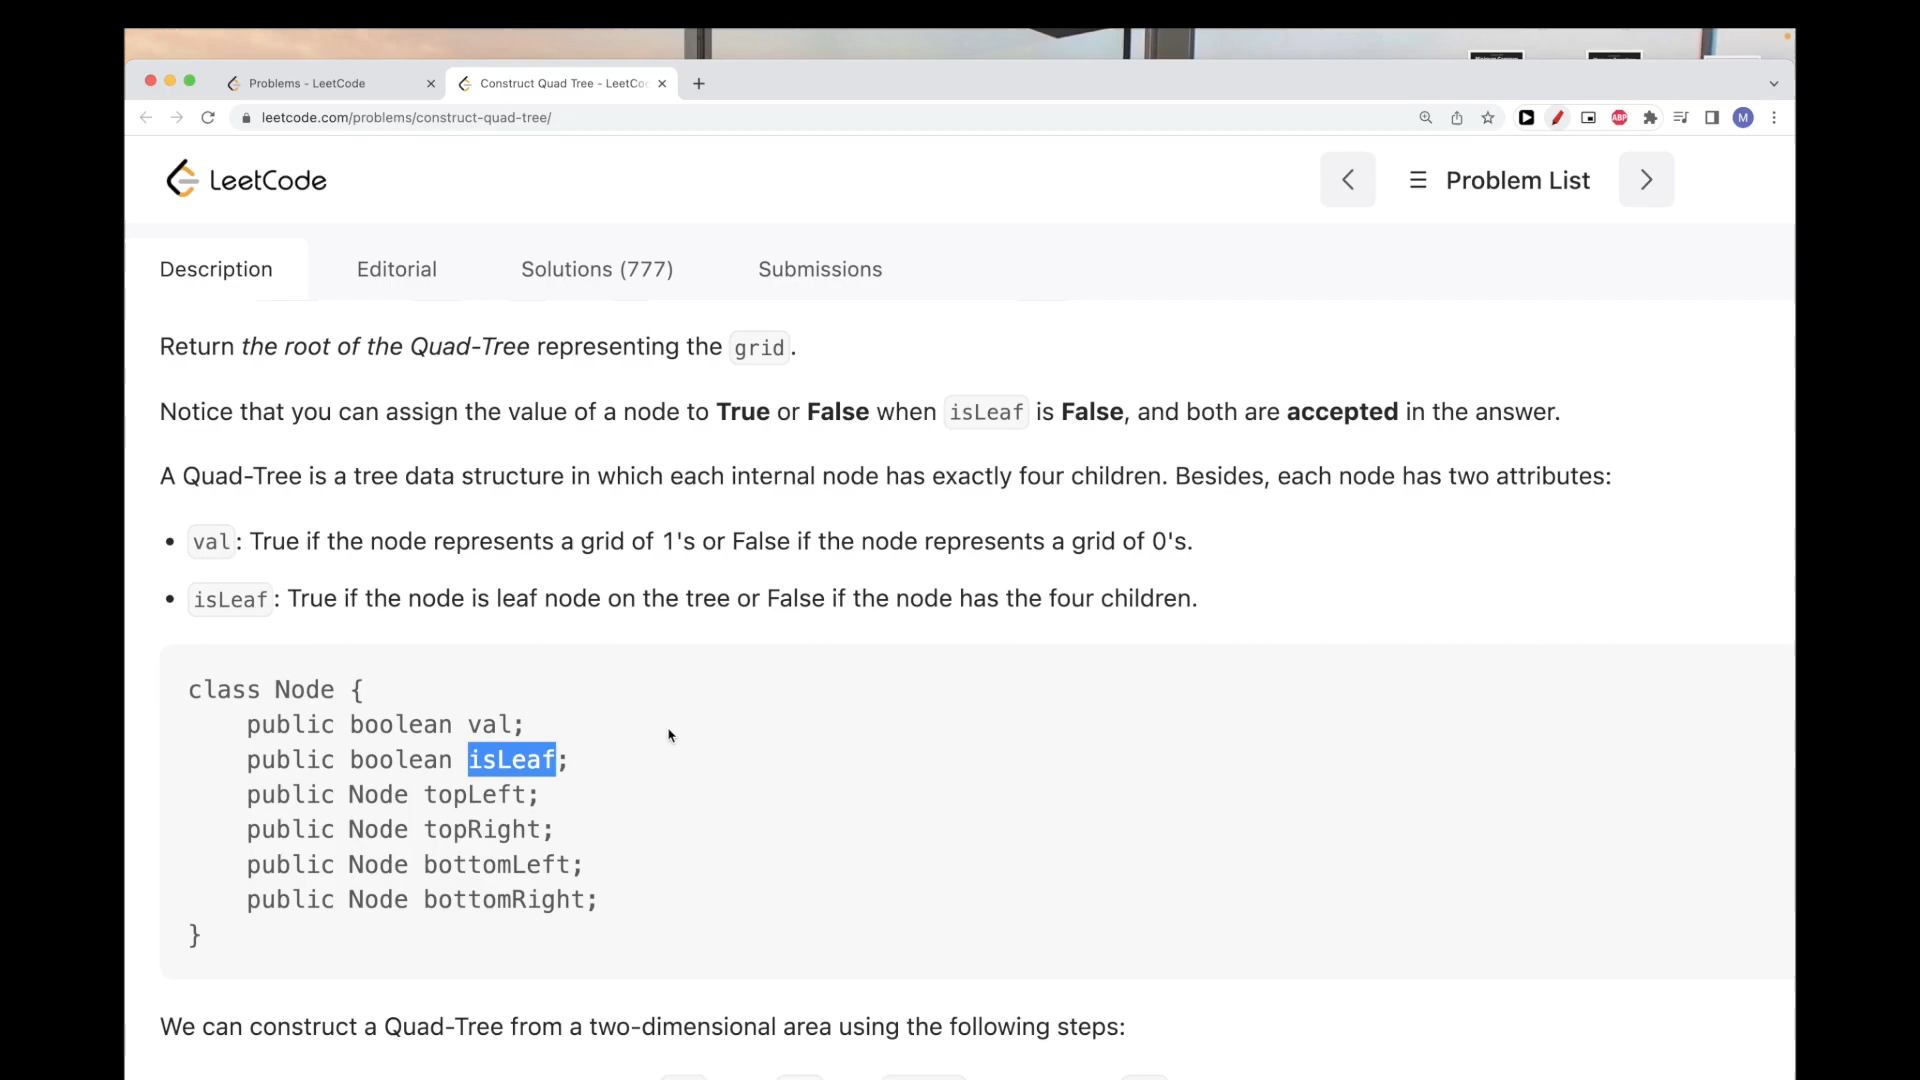 Problems - LeetCode
Construct Quad Tree - LeetCo
leetcode.com/problems/construct-quad-tree/
ABP
M
LeetCode
Problem List
Description
Editorial
Solutions (777)
Submissions
Return the root of the Quad-Tree representing the grid.
Notice that you can assign the value of a node to True or False when isLeaf is False, and both are accepted in the answer.
A Quad-Tree is a tree data structure in which each internal node has exactly four children. Besides, each node has two attributes:
• val: True if the node represents a grid of 1's or False if the node represents a grid of 0's.
• isLeaf: True if the node is leaf node on the tree or False if the node has the four children.
class Node {
    public boolean val;
    public boolean isLeaf;
    public Node topLeft;
    public Node topRight;
    public Node bottomLeft;
    public Node bottomRight;
}
We can construct a Quad-Tree from a two-dimensional area using the following steps: